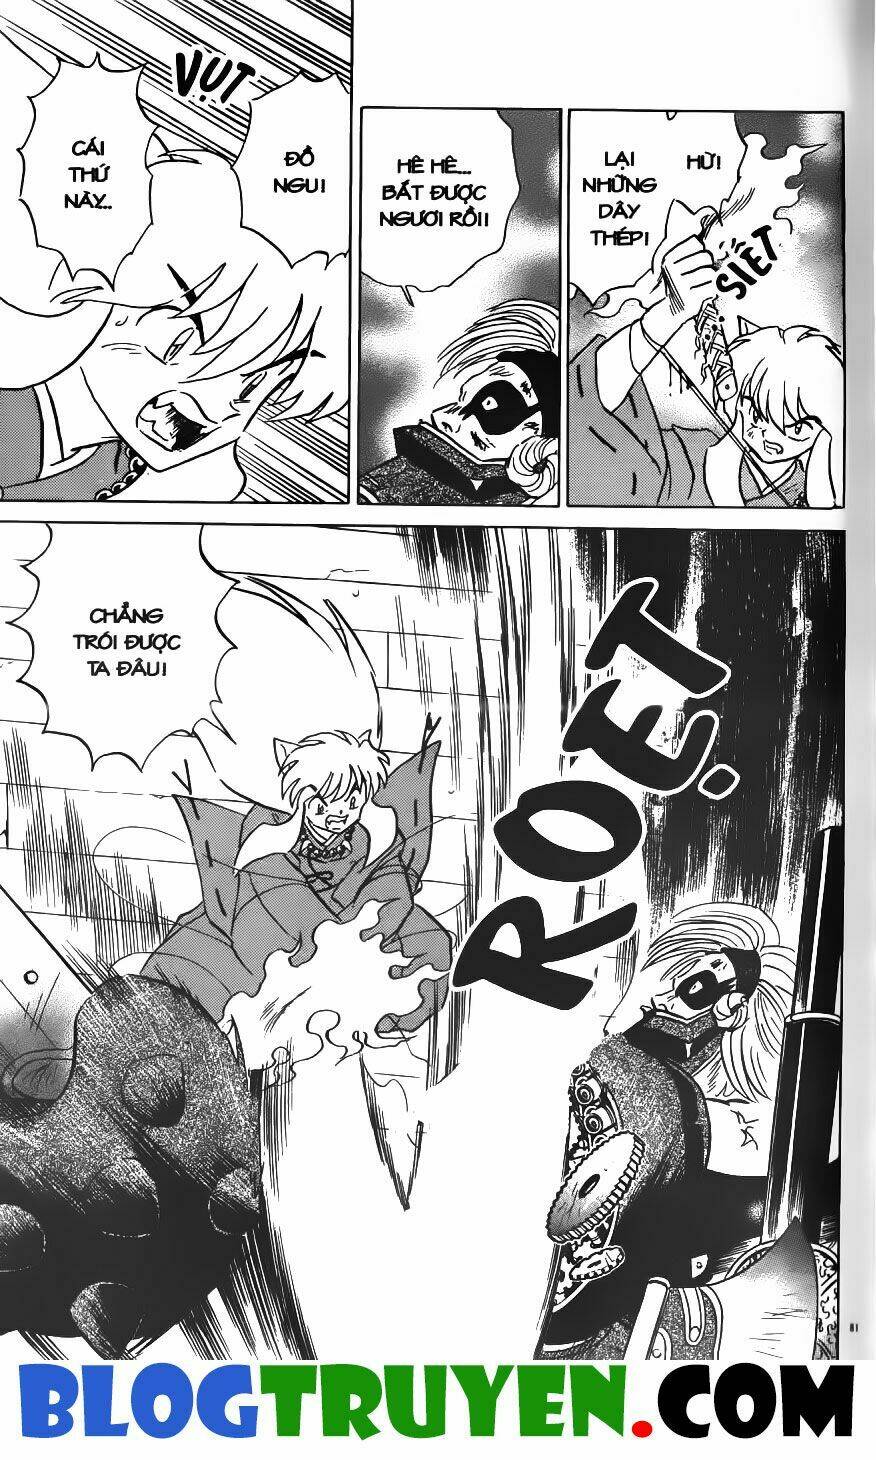 HỪ!
LẠI
NHỮNG
DÂY
THÉP!
SIẾT
HÊ HÊ...
BẮT ĐƯỢC
NGƯƠI RỒI!
VỤT
ĐỒ
NGU!
CÁI
THỨ
NÀY..
CHẲNG
TRÓI ĐƯỢC
TA ĐÂU!
ROẸT
81
BLOGTRUYEN.COM